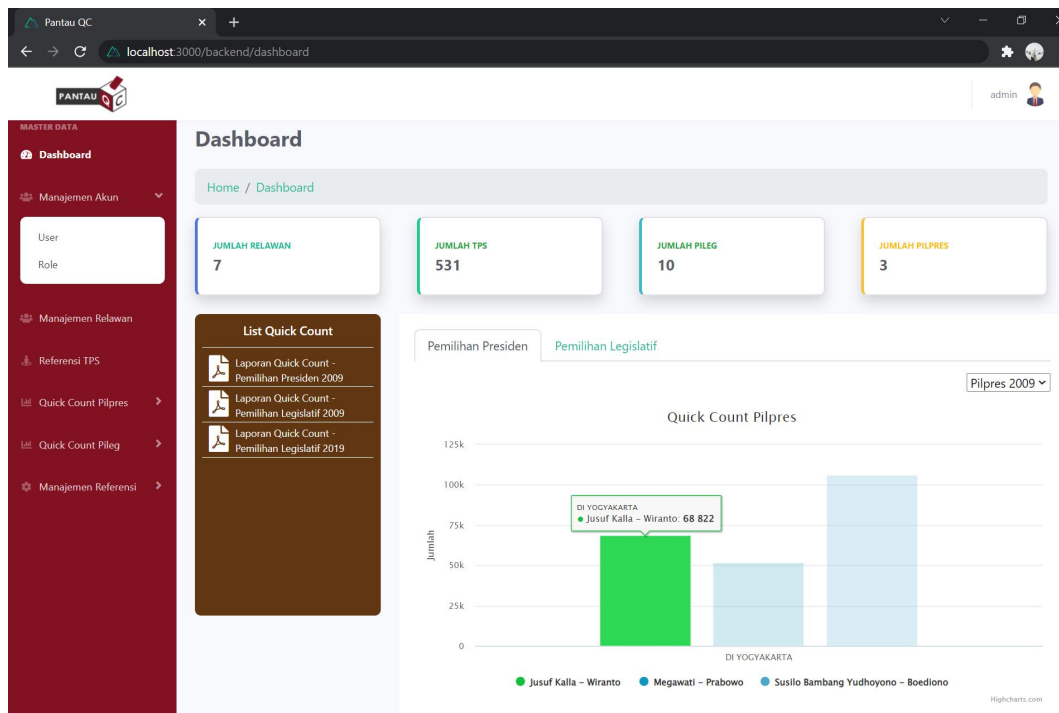 Pantau QC
localhost:3000/backend/dashboard
PANTAU QC
admin
MASTER DATA
Dashboard
Manajemen Akun
User
Role
Manajemen Relawan
Referensi TPS
Quick Count Pilpres
Quick Count Pileg
Manajemen Referensi
Dashboard
Home / Dashboard
JUMLAH RELAWAN
7
JUMLAH TPS
531
JUMLAH PILEG
10
JUMLAH PILPRES
3
List Quick Count
Laporan Quick Count -
Pemilihan Presiden 2009
Laporan Quick Count -
Pemilihan Legislatif 2009
Laporan Quick Count -
Pemilihan Legislatif 2019
Pemilihan Presiden
Pemilihan Legislatif
Pilpres 2009
Quick Count Pilpres
125k
100k
75k
50k
25k
0
Jumlah
DI YOGYAKARTA
● Jusuf Kalla – Wiranto: 68 822
DI YOGYAKARTA
Jusuf Kalla – Wiranto
Megawati – Prabowo
Susilo Bambang Yudhoyono – Boediono
Highcharts.com